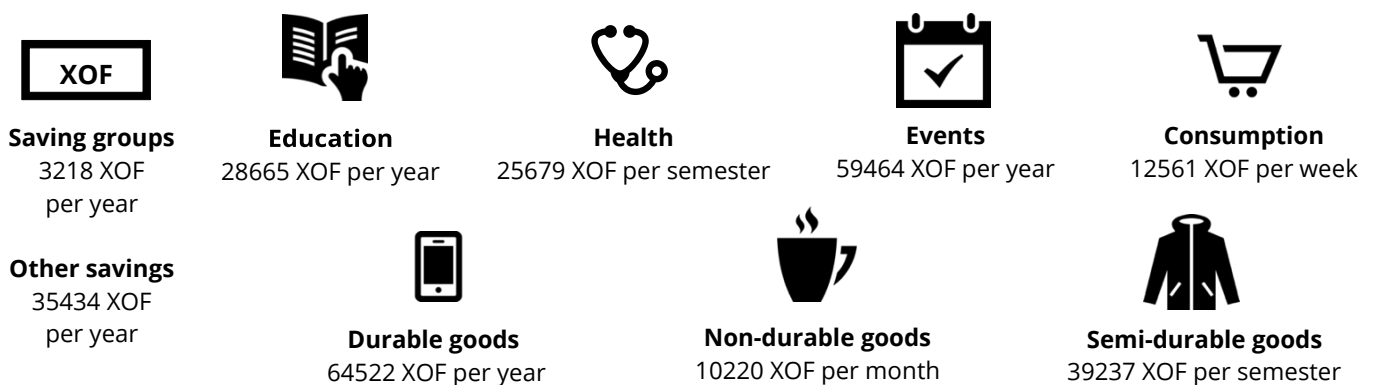 XOF
Saving groups
3218 XOF
per year
Education
28665 XOF per year
Health
25679 XOF per semester
Events
59464 XOF per year
Consumption
12561 XOF per week
Other savings
35434 XOF
per year
Durable goods
64522 XOF per year
Non-durable goods
10220 XOF per month
Semi-durable goods
39237 XOF per semester